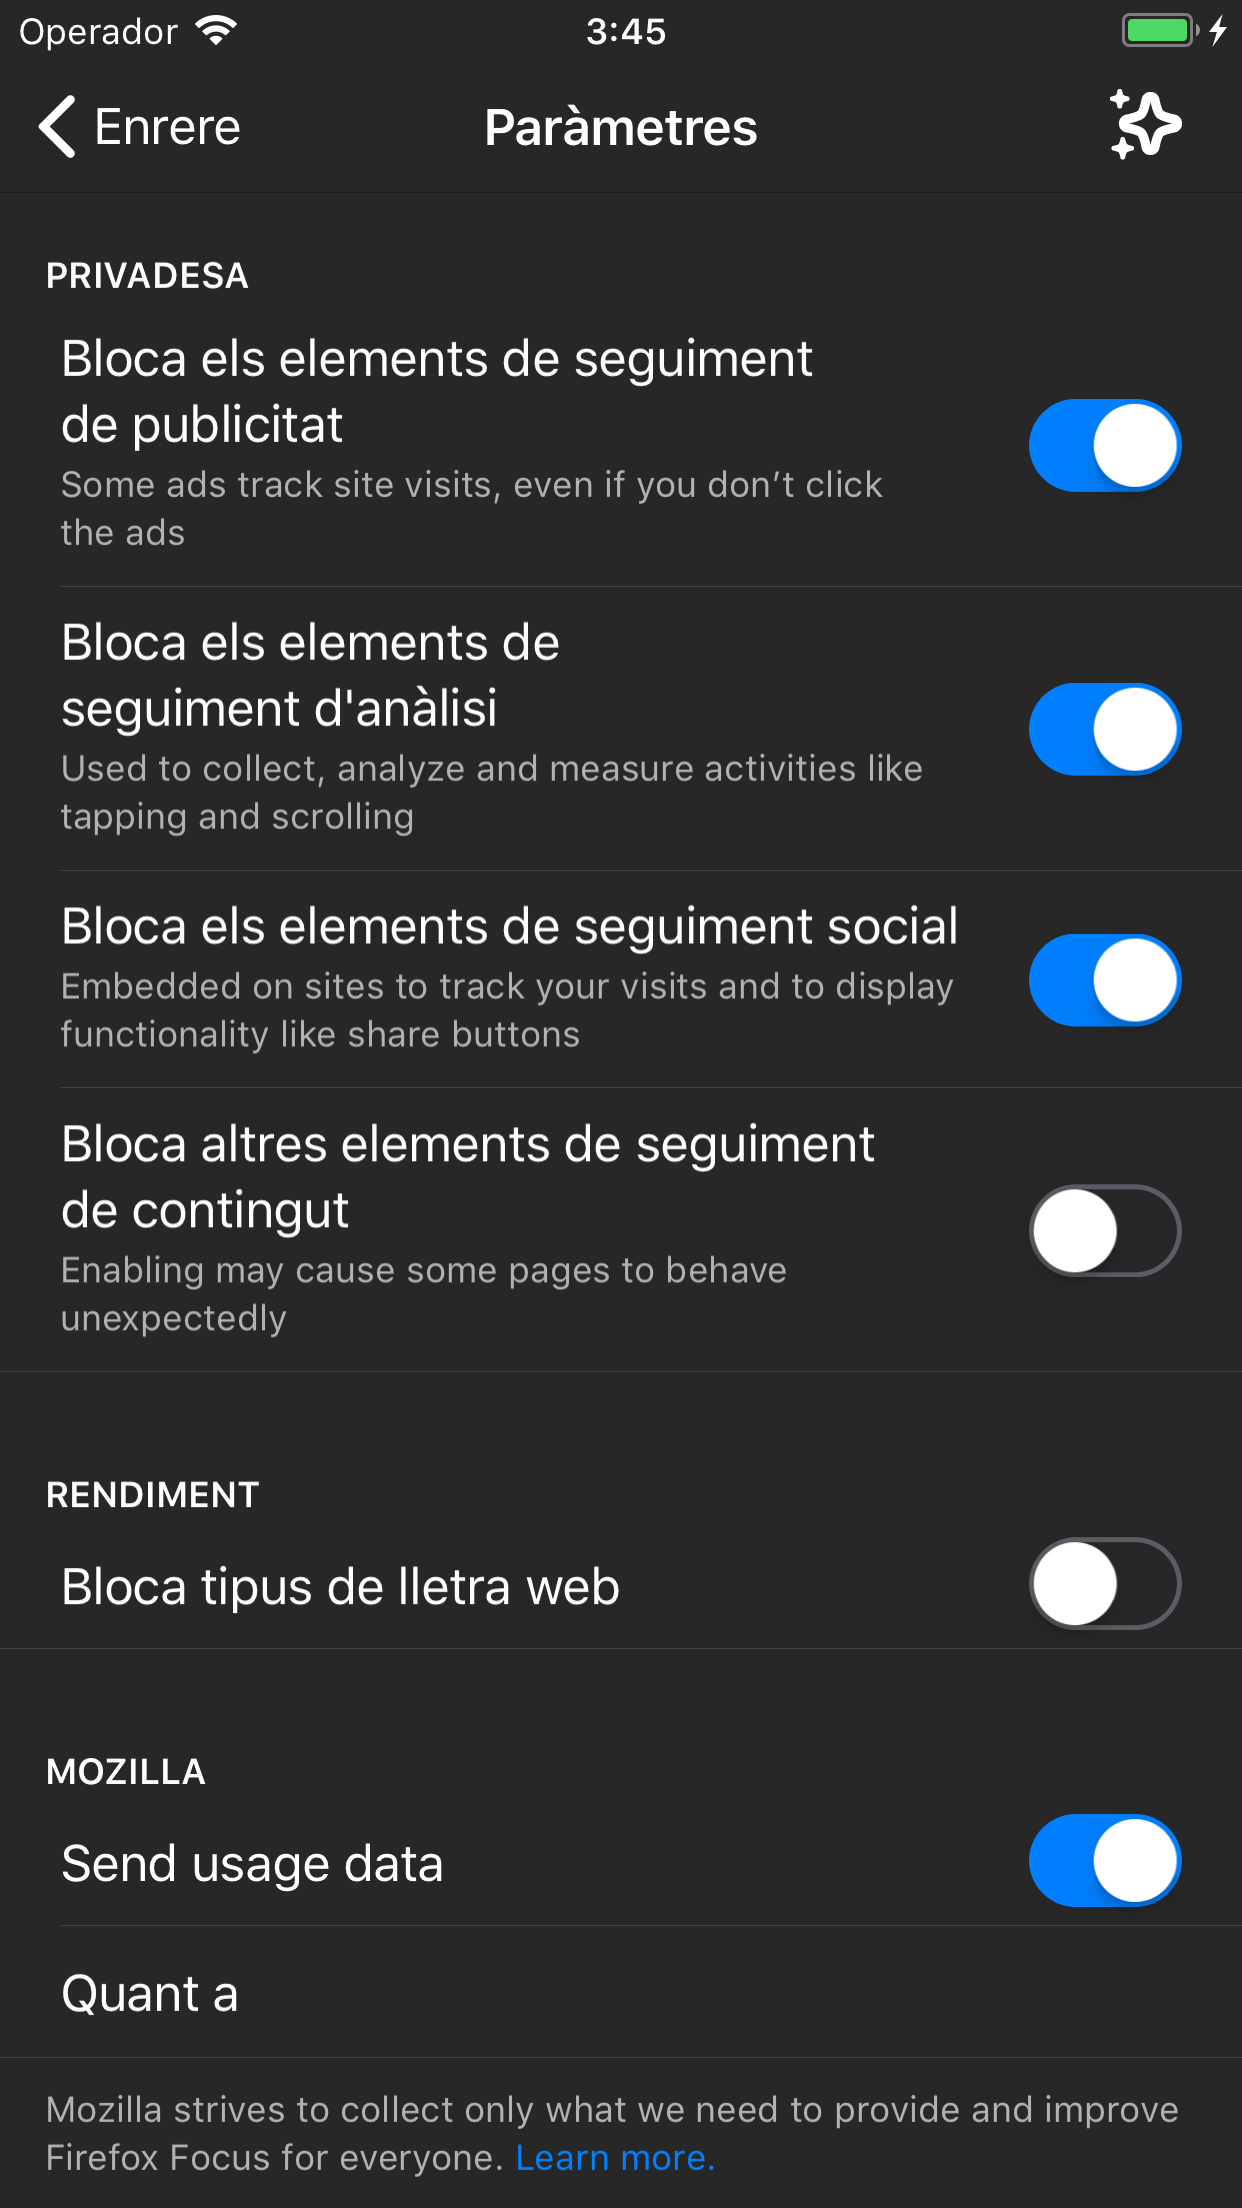 Operador
3:45
Enrere
Paràmetres
PRIVADESA
Bloca els elements de seguiment
de publicitat
Some ads track site visits, even if you don’t click
the ads
Bloca els elements de
seguiment d'anàlisi
Used to collect, analyze and measure activities like
tapping and scrolling
Bloca els elements de seguiment social
Embedded on sites to track your visits and to display
functionality like share buttons
Bloca altres elements de seguiment
de contingut
Enabling may cause some pages to behave
unexpectedly
RENDIMENT
Bloca tipus de lletra web
MOZILLA
Send usage data
Quant a
Mozilla strives to collect only what we need to provide and improve
Firefox Focus for everyone. Learn more.